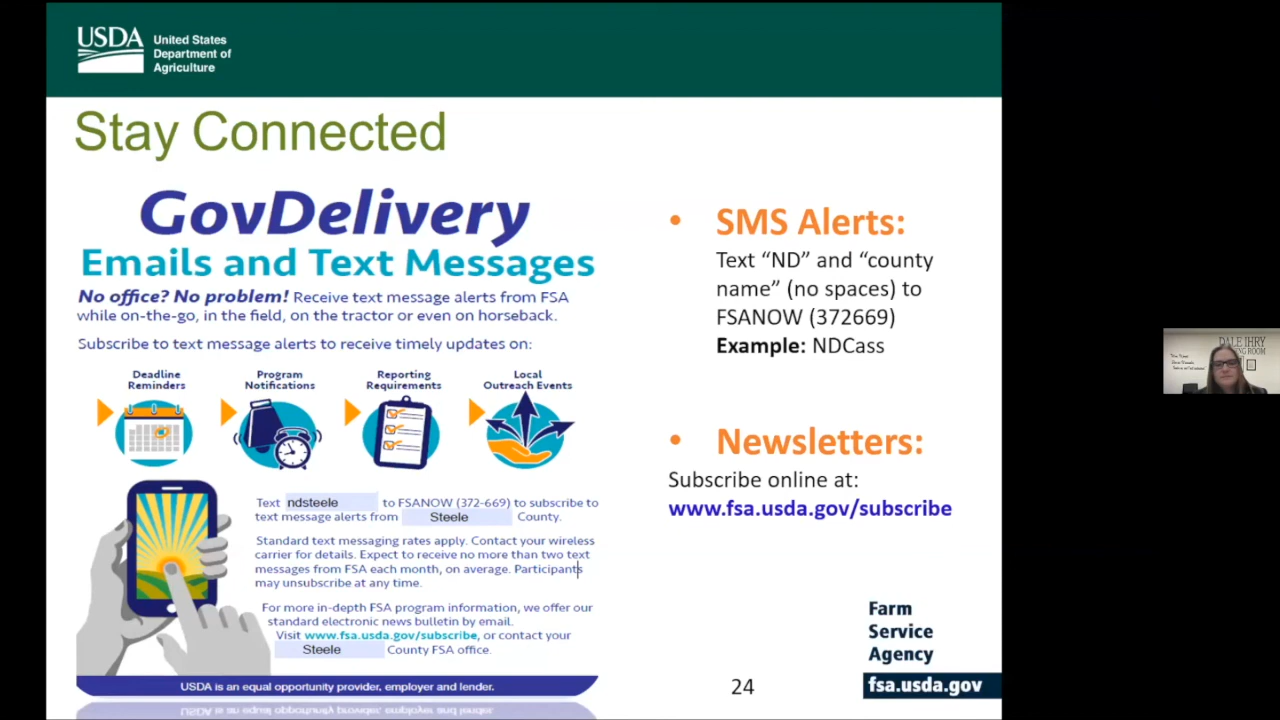 USDA
United States
Department of
Agriculture
Stay Connected
GovDelivery
Emails and Text Messages
No office? No problem! Receive text message alerts from FSA
while on-the-go, in the field, on the tractor or even on horseback.
Subscribe to text message alerts to receive timely updates on:
Deadline
Reminders
Program
Notifications
Reporting
Requirements
Local
Outreach Events
Text ndsteele to FSANOW (372-669) to subscribe to
text message alerts from Steele County.
Standard text messaging rates apply. Contact your wireless
carrier for details. Expect to receive no more than two text
messages from FSA each month, on average. Participants
may unsubscribe at any time.
For more in-depth FSA program information, we offer our
standard electronic news bulletin by email.
Visit www.fsa.usda.gov/subscribe, or contact your
Steele County FSA office.
USDA is an equal opportunity provider, employer and lender.
• SMS Alerts:
Text “ND” and “county
name” (no spaces) to
FSANOW (372669)
Example: NDCass
• Newsletters:
Subscribe online at:
www.fsa.usda.gov/subscribe
24
Farm
Service
Agency
fsa.usda.gov
DALE IHRY
ROOM